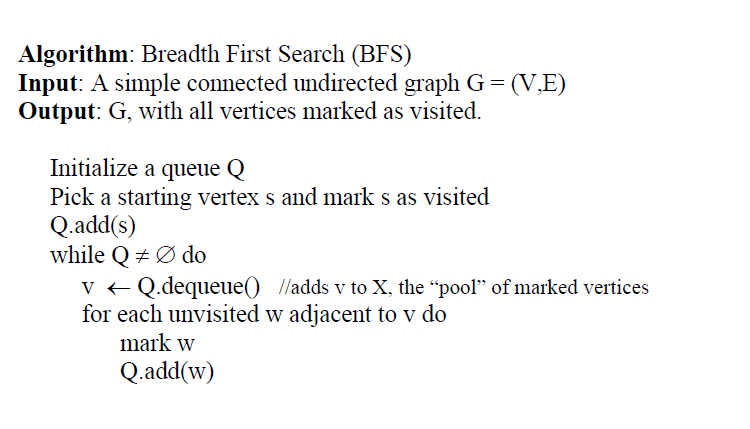 Algorithm: Breadth First Search (BFS)
Input: A simple connected undirected graph G = (V,E)
Output: G, with all vertices marked as visited.
Initialize a queue Q
Pick a starting vertex s and mark s as visited
Q.add(s)
while Q ≠ ∅ do
v ← Q.dequeue() //adds v to X, the “pool” of marked vertices
for each unvisited w adjacent to v do
mark w
Q.add(w)